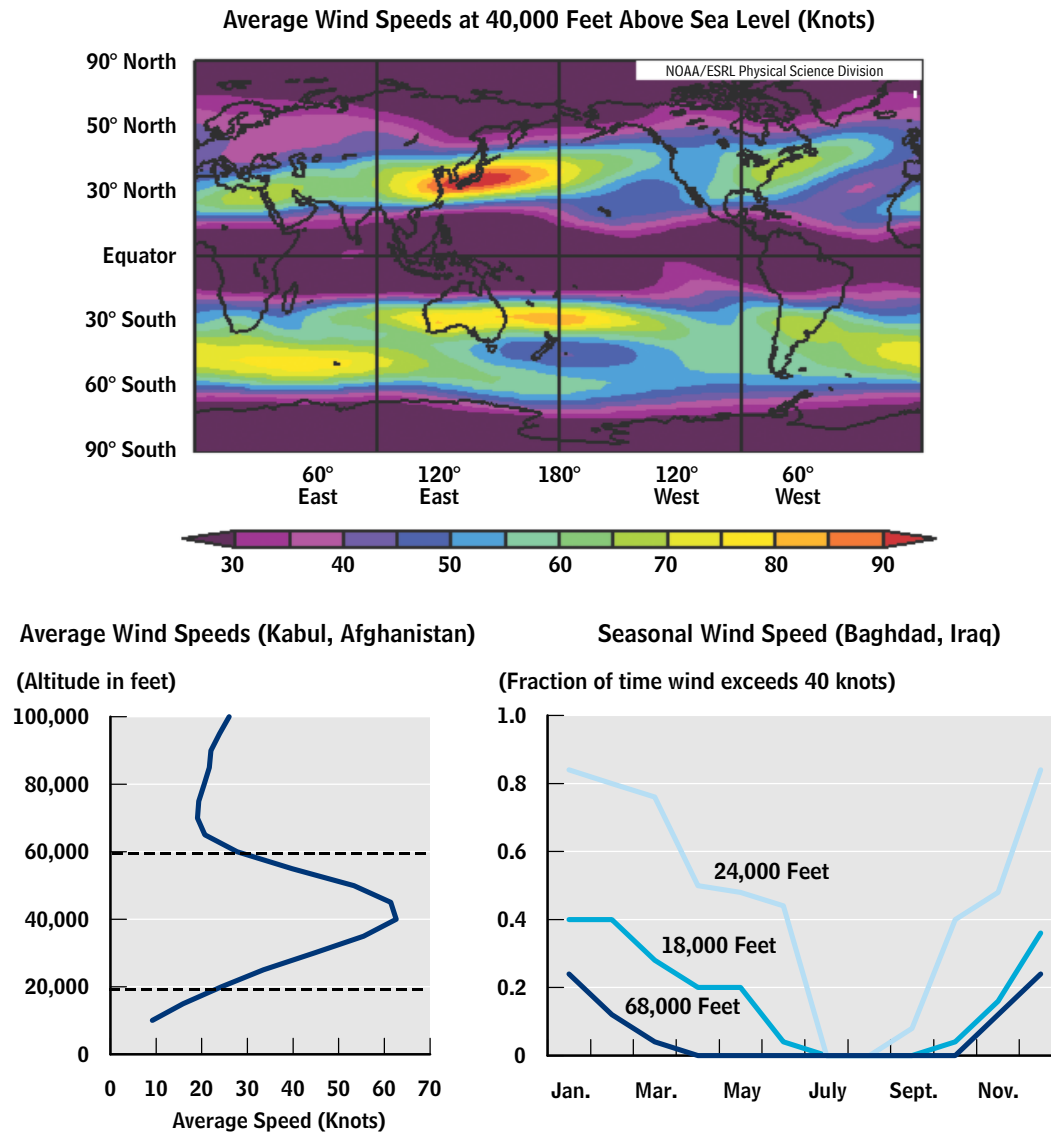 Average Wind Speeds at 40,000 Feet Above Sea Level (Knots)
NOAA/ESRL Physical Science Division
90° North
50° North
30° North
Equator
30° South
60° South
90° South
60° East
120° East
180°
120° West
60° West
30 40 50 60 70 80 90
Average Wind Speeds (Kabul, Afghanistan)
(Altitude in feet)
100,000
80,000
60,000
40,000
20,000
0
0 10 20 30 40 50 60 70
Average Speed (Knots)
Seasonal Wind Speed (Baghdad, Iraq)
(Fraction of time wind exceeds 40 knots)
1.0
0.8
0.6
0.4
0.2
0
24,000 Feet
18,000 Feet
68,000 Feet
Jan. Mar. May July Sept. Nov.